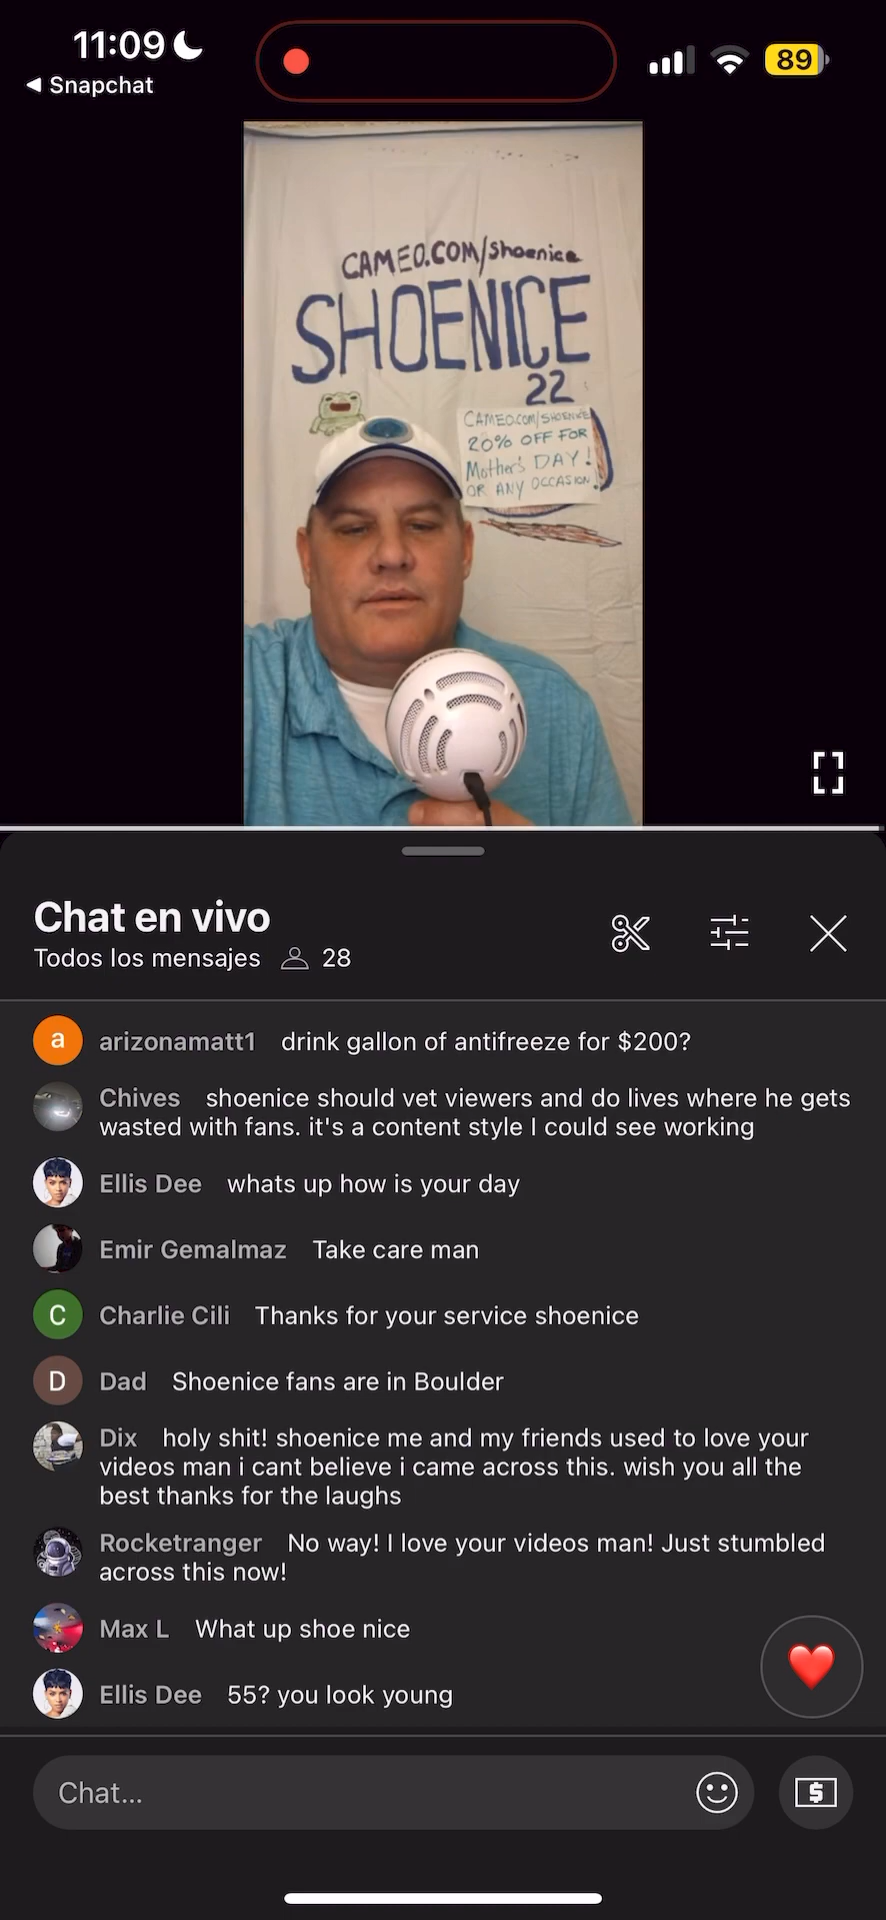 11:09
89
◀ Snapchat
CAMEO.COM/shoenice
SHOENICE
22
CAMEO.COM/SHOENICE
20% OFF FOR
Mother's DAY!
OR ANY OCCASION!
Chat en vivo
Todos los mensajes 28
a arizonamatt1 drink gallon of antifreeze for $200?
Chives shoenice should vet viewers and do lives where he gets
wasted with fans. it's a content style I could see working
Ellis Dee whats up how is your day
Emir Gemalmaz Take care man
C Charlie Cili Thanks for your service shoenice
D Dad Shoenice fans are in Boulder
Dix holy shit! shoenice me and my friends used to love your
videos man i cant believe i came across this. wish you all the
best thanks for the laughs
Rocketranger No way! I love your videos man! Just stumbled
across this now!
Max L What up shoe nice
Ellis Dee 55? you look young
Chat...
$